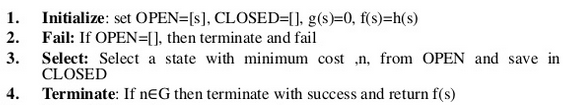 1. Initialize: set OPEN=[s], CLOSED=[], g(s)=0, f(s)=h(s)
2. Fail: If OPEN=[], then terminate and fail
3. Select: Select a state with minimum cost ,n, from OPEN and save in
CLOSED
4. Terminate: If n∈G then terminate with success and return f(s)